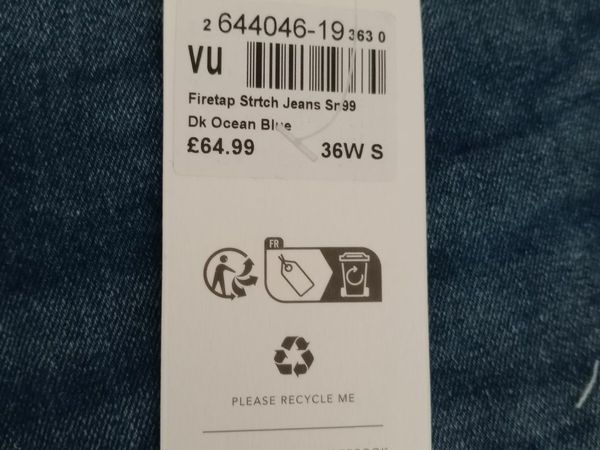 2 644046-19 363 0
VU
Firetap Strtch Jeans Sr99
Dk Ocean Blue
£64.99 36W S
FR
PLEASE RECYCLE ME